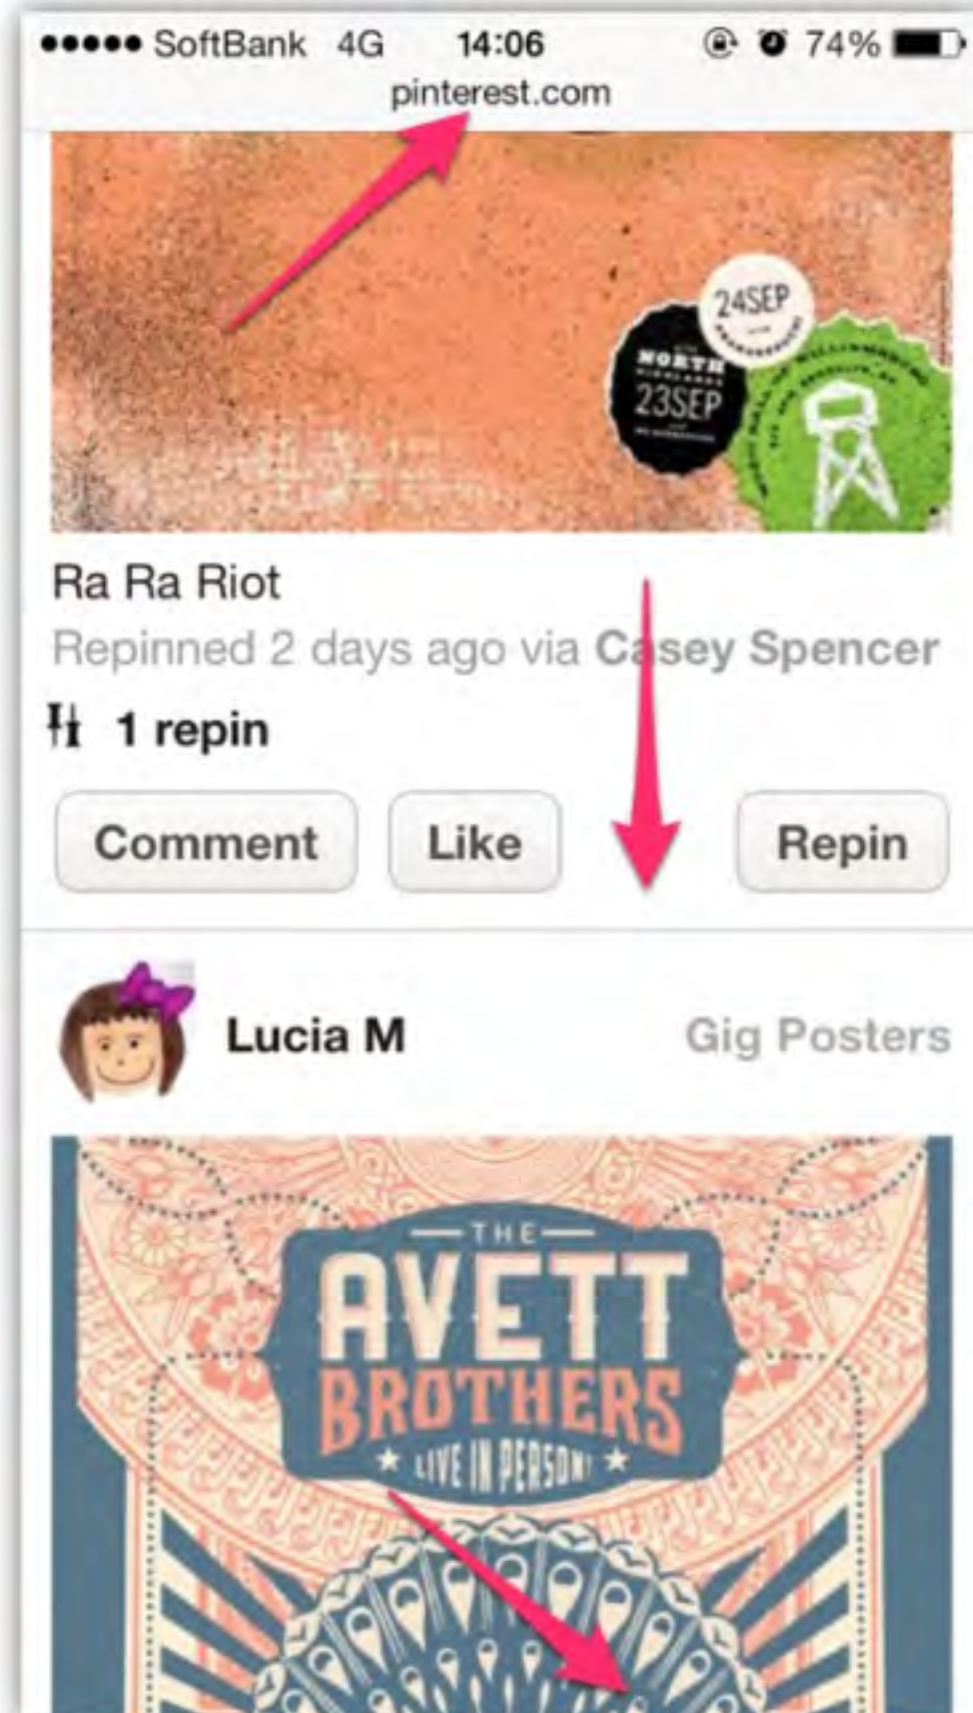 SoftBank 4G 14:06 74%
pinterest.com
24SEP
NORTH
23SEP
Ra Ra Riot
Repinned 2 days ago via Casey Spencer
1 repin
Comment Like Repin
Lucia M Gig Posters
THE
AVETT
BROTHERS
LIVE IN PERSON!